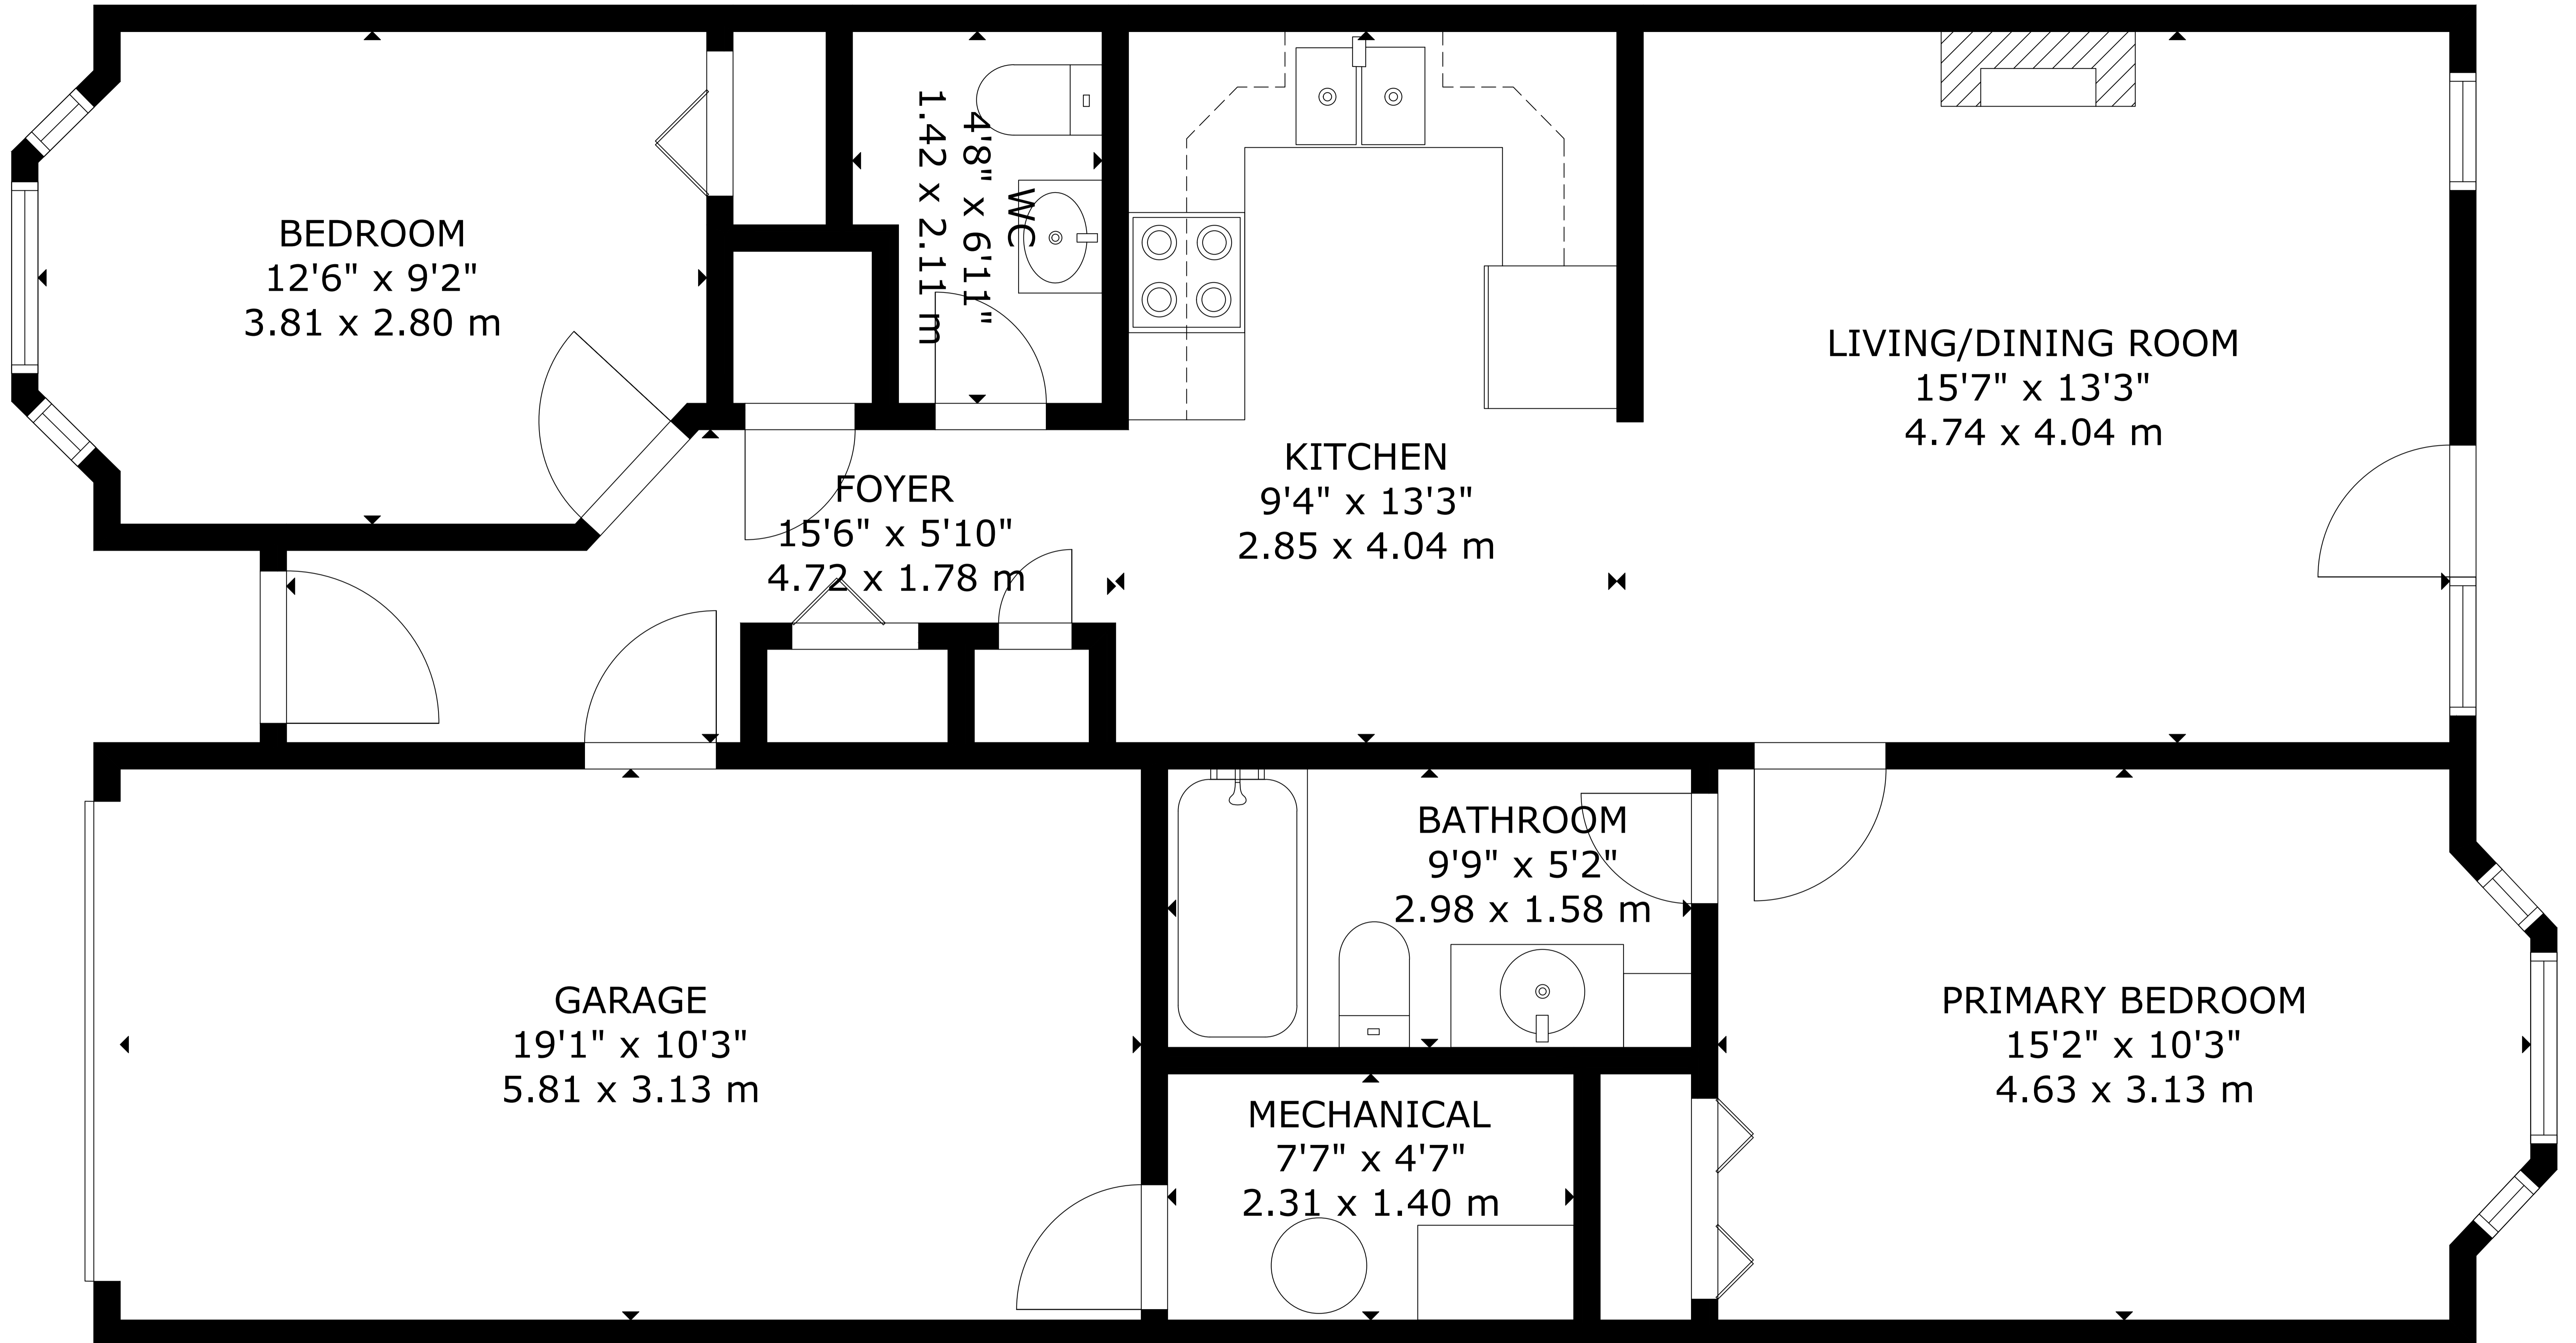 BEDROOM
12'6" x 9'2"
3.81 x 2.80 m
WC
4'8" x 6'11"
1.42 x 2.11 m
FOYER
15'6" x 5'10"
4.72 x 1.78 m
KITCHEN
9'4" x 13'3"
2.85 x 4.04 m
LIVING/DINING ROOM
15'7" x 13'3"
4.74 x 4.04 m
GARAGE
19'1" x 10'3"
5.81 x 3.13 m
BATHROOM
9'9" x 5'2"
2.98 x 1.58 m
MECHANICAL
7'7" x 4'7"
2.31 x 1.40 m
PRIMARY BEDROOM
15'2" x 10'3"
4.63 x 3.13 m